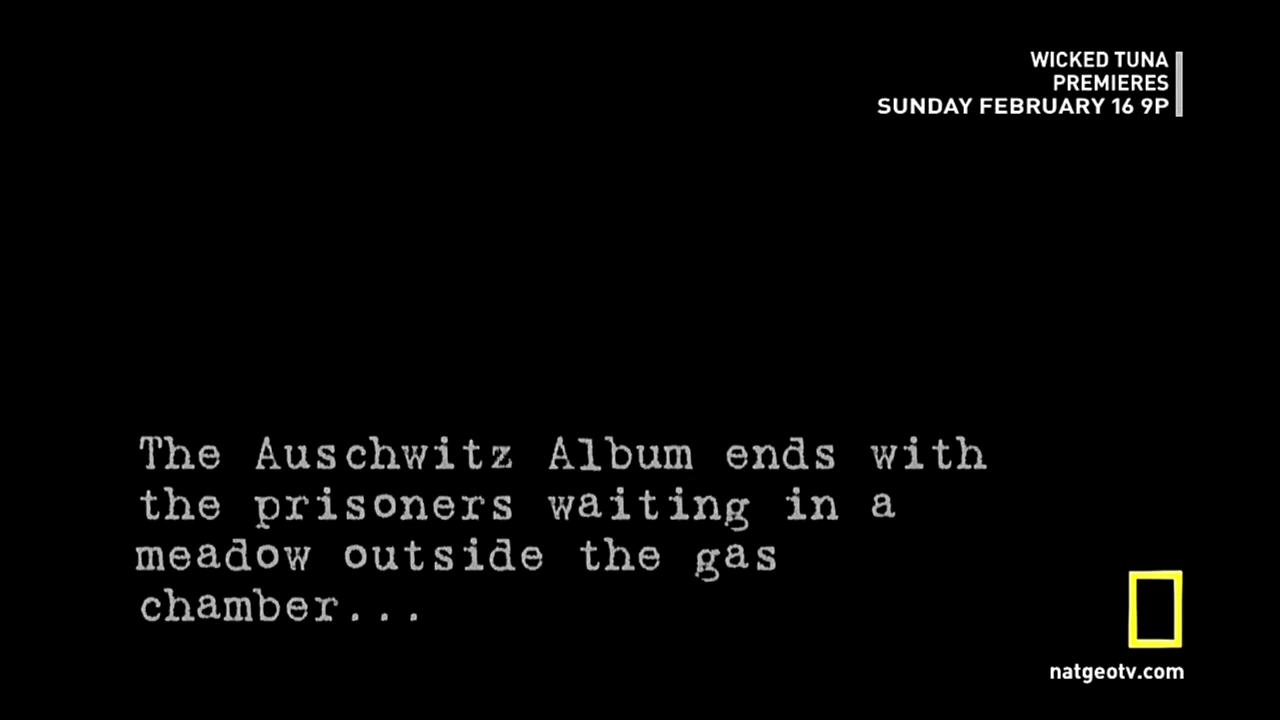 WICKED TUNA
PREMIERES
SUNDAY FEBRUARY 16 9P
The Auschwitz Album ends with
the prisoners waiting in a
meadow outside the gas
chamber...
natgeotv.com